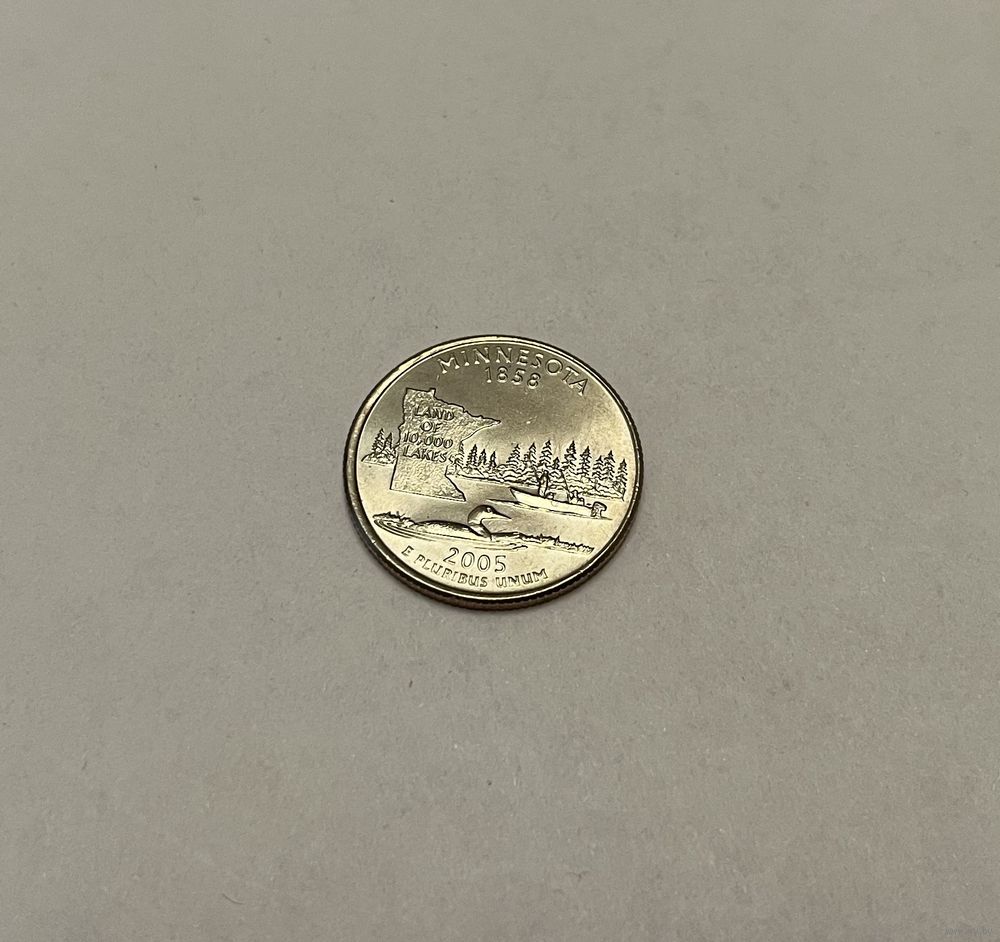 MINNESOTA
1858
LAND
OF
10,000
LAKES
2005
E PLURIBUS UNUM